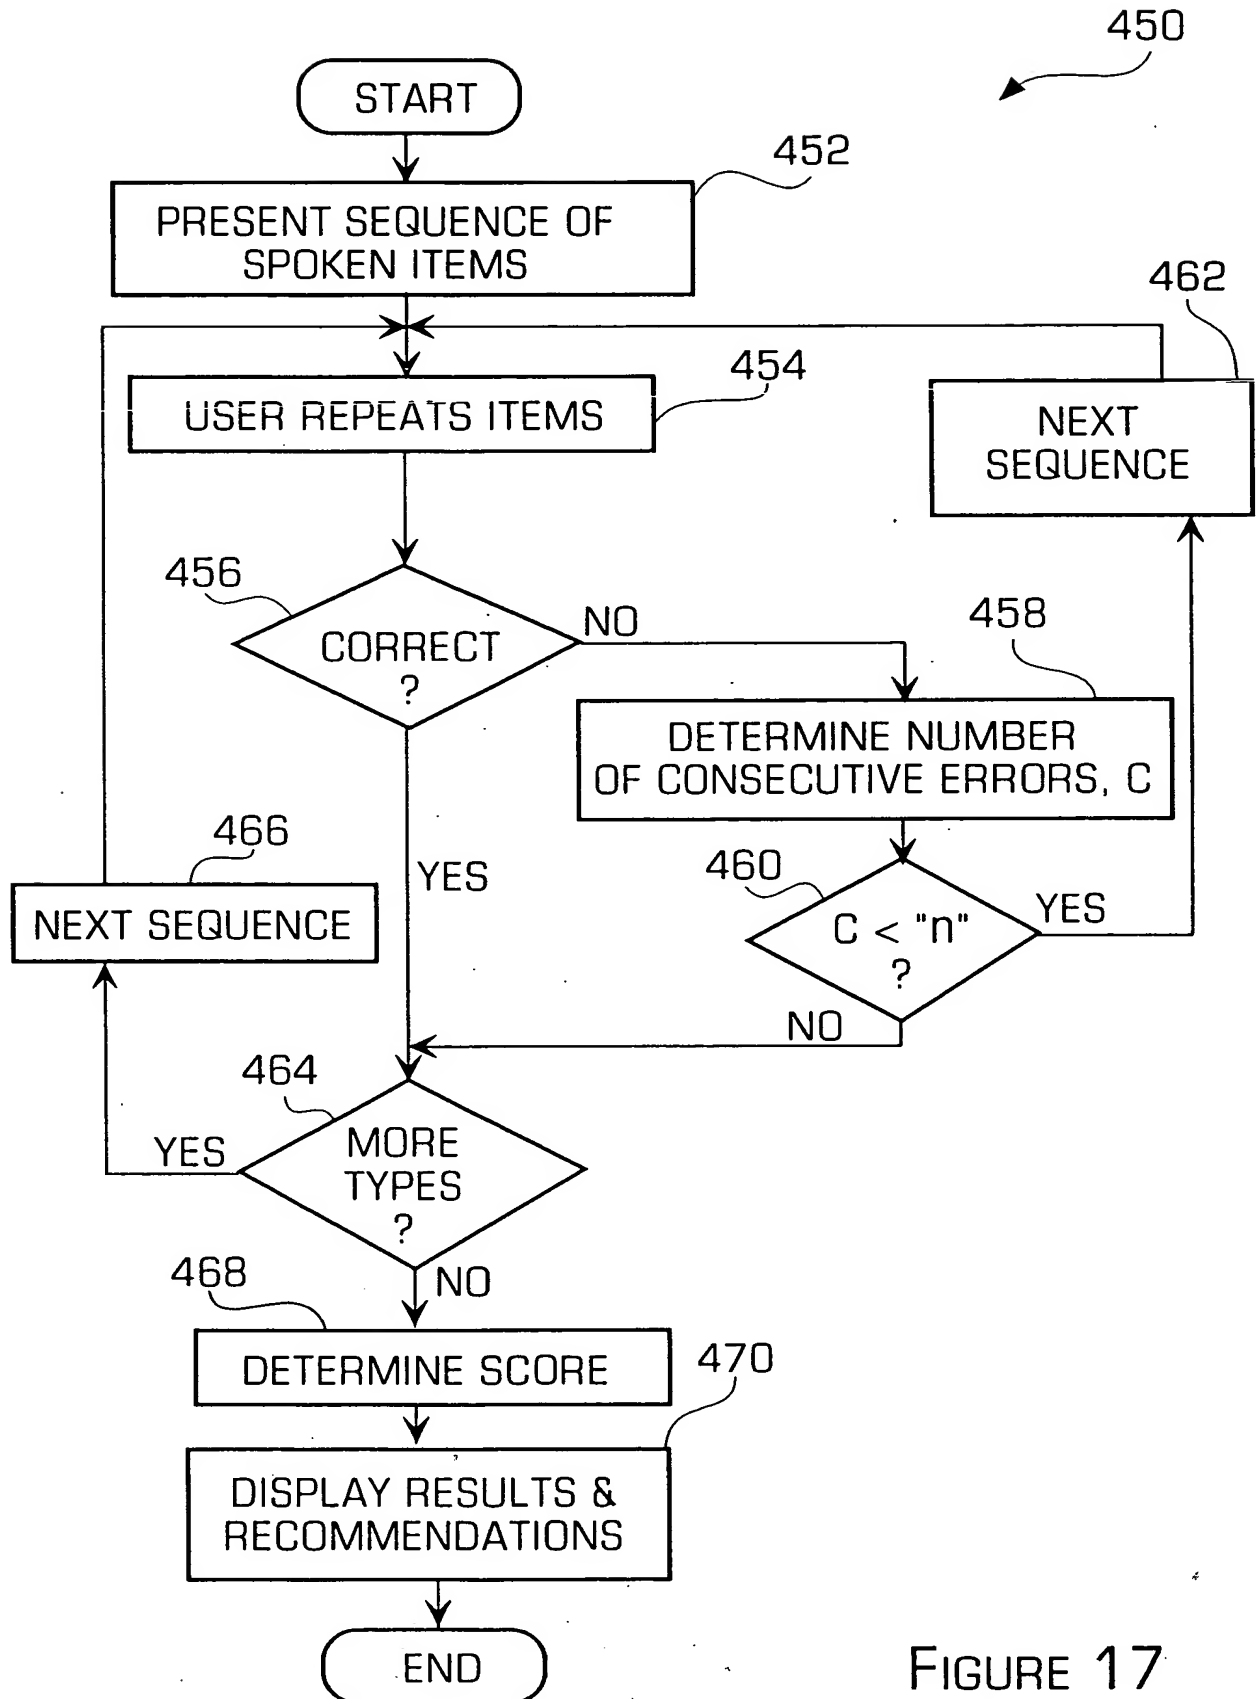 450
START
452
PRESENT SEQUENCE OF
SPOKEN ITEMS
462
454
USER REPEATS ITEMS
NEXT
SEQUENCE
456
NO
458
CORRECT
?
DETERMINE NUMBER
OF CONSECUTIVE ERRORS, C
466
460
YES
NEXT SEQUENCE
C < "n"
?
YES
NO
464
MORE
TYPES
?
YES
468
NO
DETERMINE SCORE
470
DISPLAY RESULTS &
RECOMMENDATIONS
END
FIGURE 17